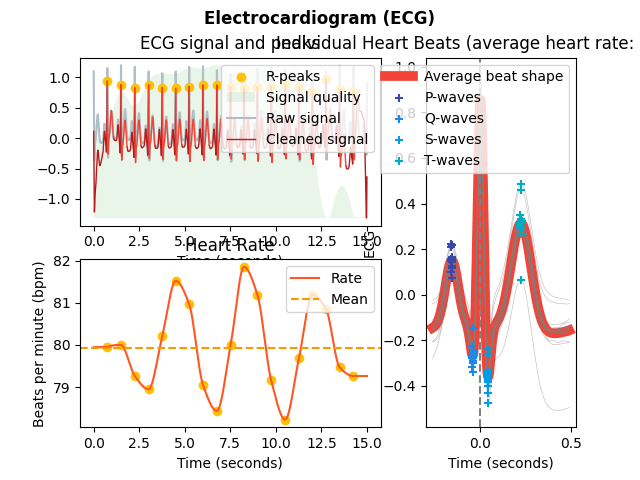 Electrocardiogram (ECG)
ECG signal and peaks
Individual Heart Beats (average heart rate:
R-peaks
Signal quality
Raw signal
Cleaned signal
1.0
0.5
0.0
−0.5
−1.0
0.0 2.5 5.0 7.5 10.0 12.5 15.0
Time (seconds)
Average beat shape
P-waves
Q-waves
S-waves
T-waves
1.0
0.8
0.6
0.4
0.2
0.0
−0.2
−0.4
ECG
0.0 0.5
Time (seconds)
Heart Rate
Rate
Mean
82
81
80
79
Beats per minute (bpm)
0.0 2.5 5.0 7.5 10.0 12.5 15.0
Time (seconds)